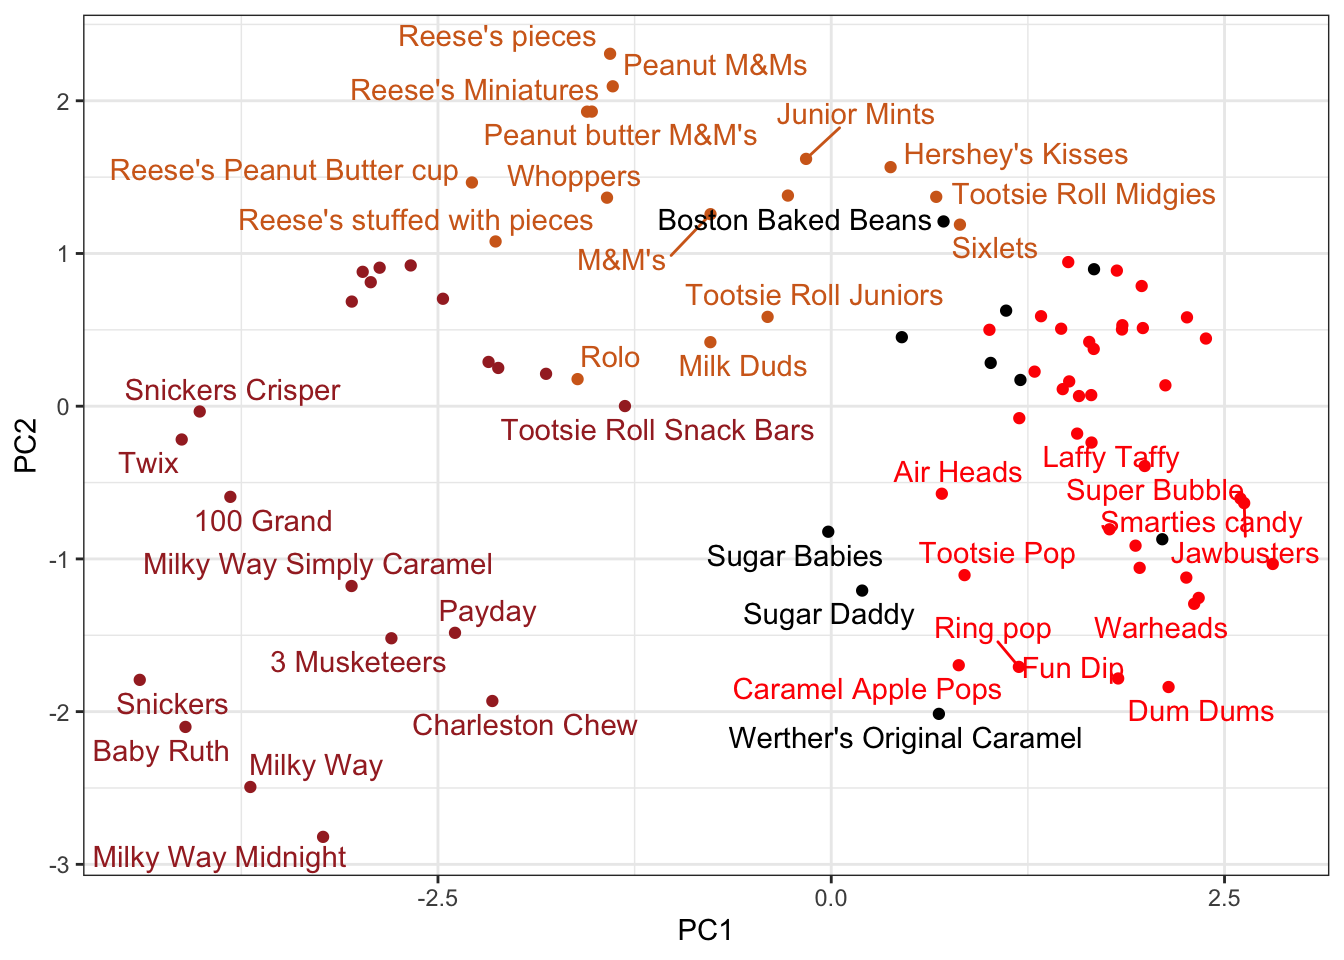 Reese's pieces
Peanut M&Ms
Reese's Miniatures
Junior Mints
Peanut butter M&M's
Hershey's Kisses
Reese's Peanut Butter cup
Whoppers
Tootsie Roll Midgies
Reese's stuffed with pieces
Boston Baked Beans
Sixlets
M&M's
Tootsie Roll Juniors
Rolo
Milk Duds
Snickers Crisper
Tootsie Roll Snack Bars
Twix
Laffy Taffy
Air Heads
Super Bubble
100 Grand
Smarties candy
Milky Way Simply Caramel
Sugar Babies
Tootsie Pop
Jawbusters
Payday
Sugar Daddy
Ring pop
Warheads
3 Musketeers
Fun Dip
Snickers
Caramel Apple Pops
Dum Dums
Charleston Chew
Werther's Original Caramel
Baby Ruth
Milky Way
Milky Way Midnight
2
1
0
-1
-2
-3
PC2
-2.5
0.0
2.5
PC1